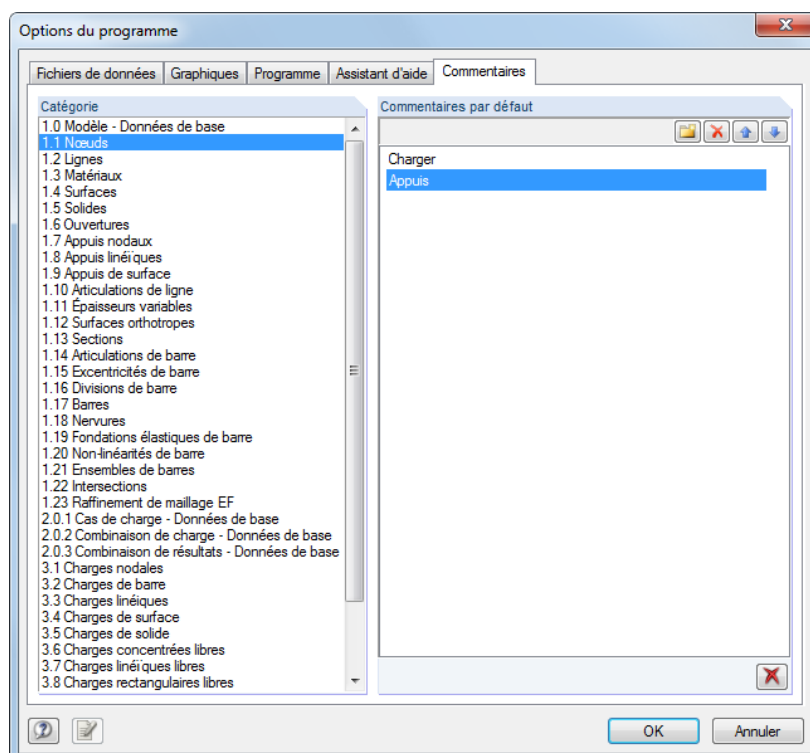 Options du programme
Fichiers de données Graphiques Programme Assistant d'aide Commentaires
Catégorie
1.0 Modèle - Données de base
1.1 Nœuds
1.2 Lignes
1.3 Matériaux
1.4 Surfaces
1.5 Solides
1.6 Ouvertures
1.7 Appuis nodaux
1.8 Appuis linéïques
1.9 Appuis de surface
1.10 Articulations de ligne
1.11 Épaisseurs variables
1.12 Surfaces orthotropes
1.13 Sections
1.14 Articulations de barre
1.15 Excentricités de barre
1.16 Divisions de barre
1.17 Barres
1.18 Nervures
1.19 Fondations élastiques de barre
1.20 Non-linéarités de barre
1.21 Ensembles de barres
1.22 Intersections
1.23 Raffinement de maillage EF
2.0.1 Cas de charge - Données de base
2.0.2 Combinaison de charge - Données de base
2.0.3 Combinaison de résultats - Données de base
3.1 Charges nodales
3.2 Charges de barre
3.3 Charges linéiques
3.4 Charges de surface
3.5 Charges de solide
3.6 Charges concentrées libres
3.7 Charges linéïques libres
3.8 Charges rectangulaires libres
Commentaires par défaut
Charger
Appuis
OK Annuler